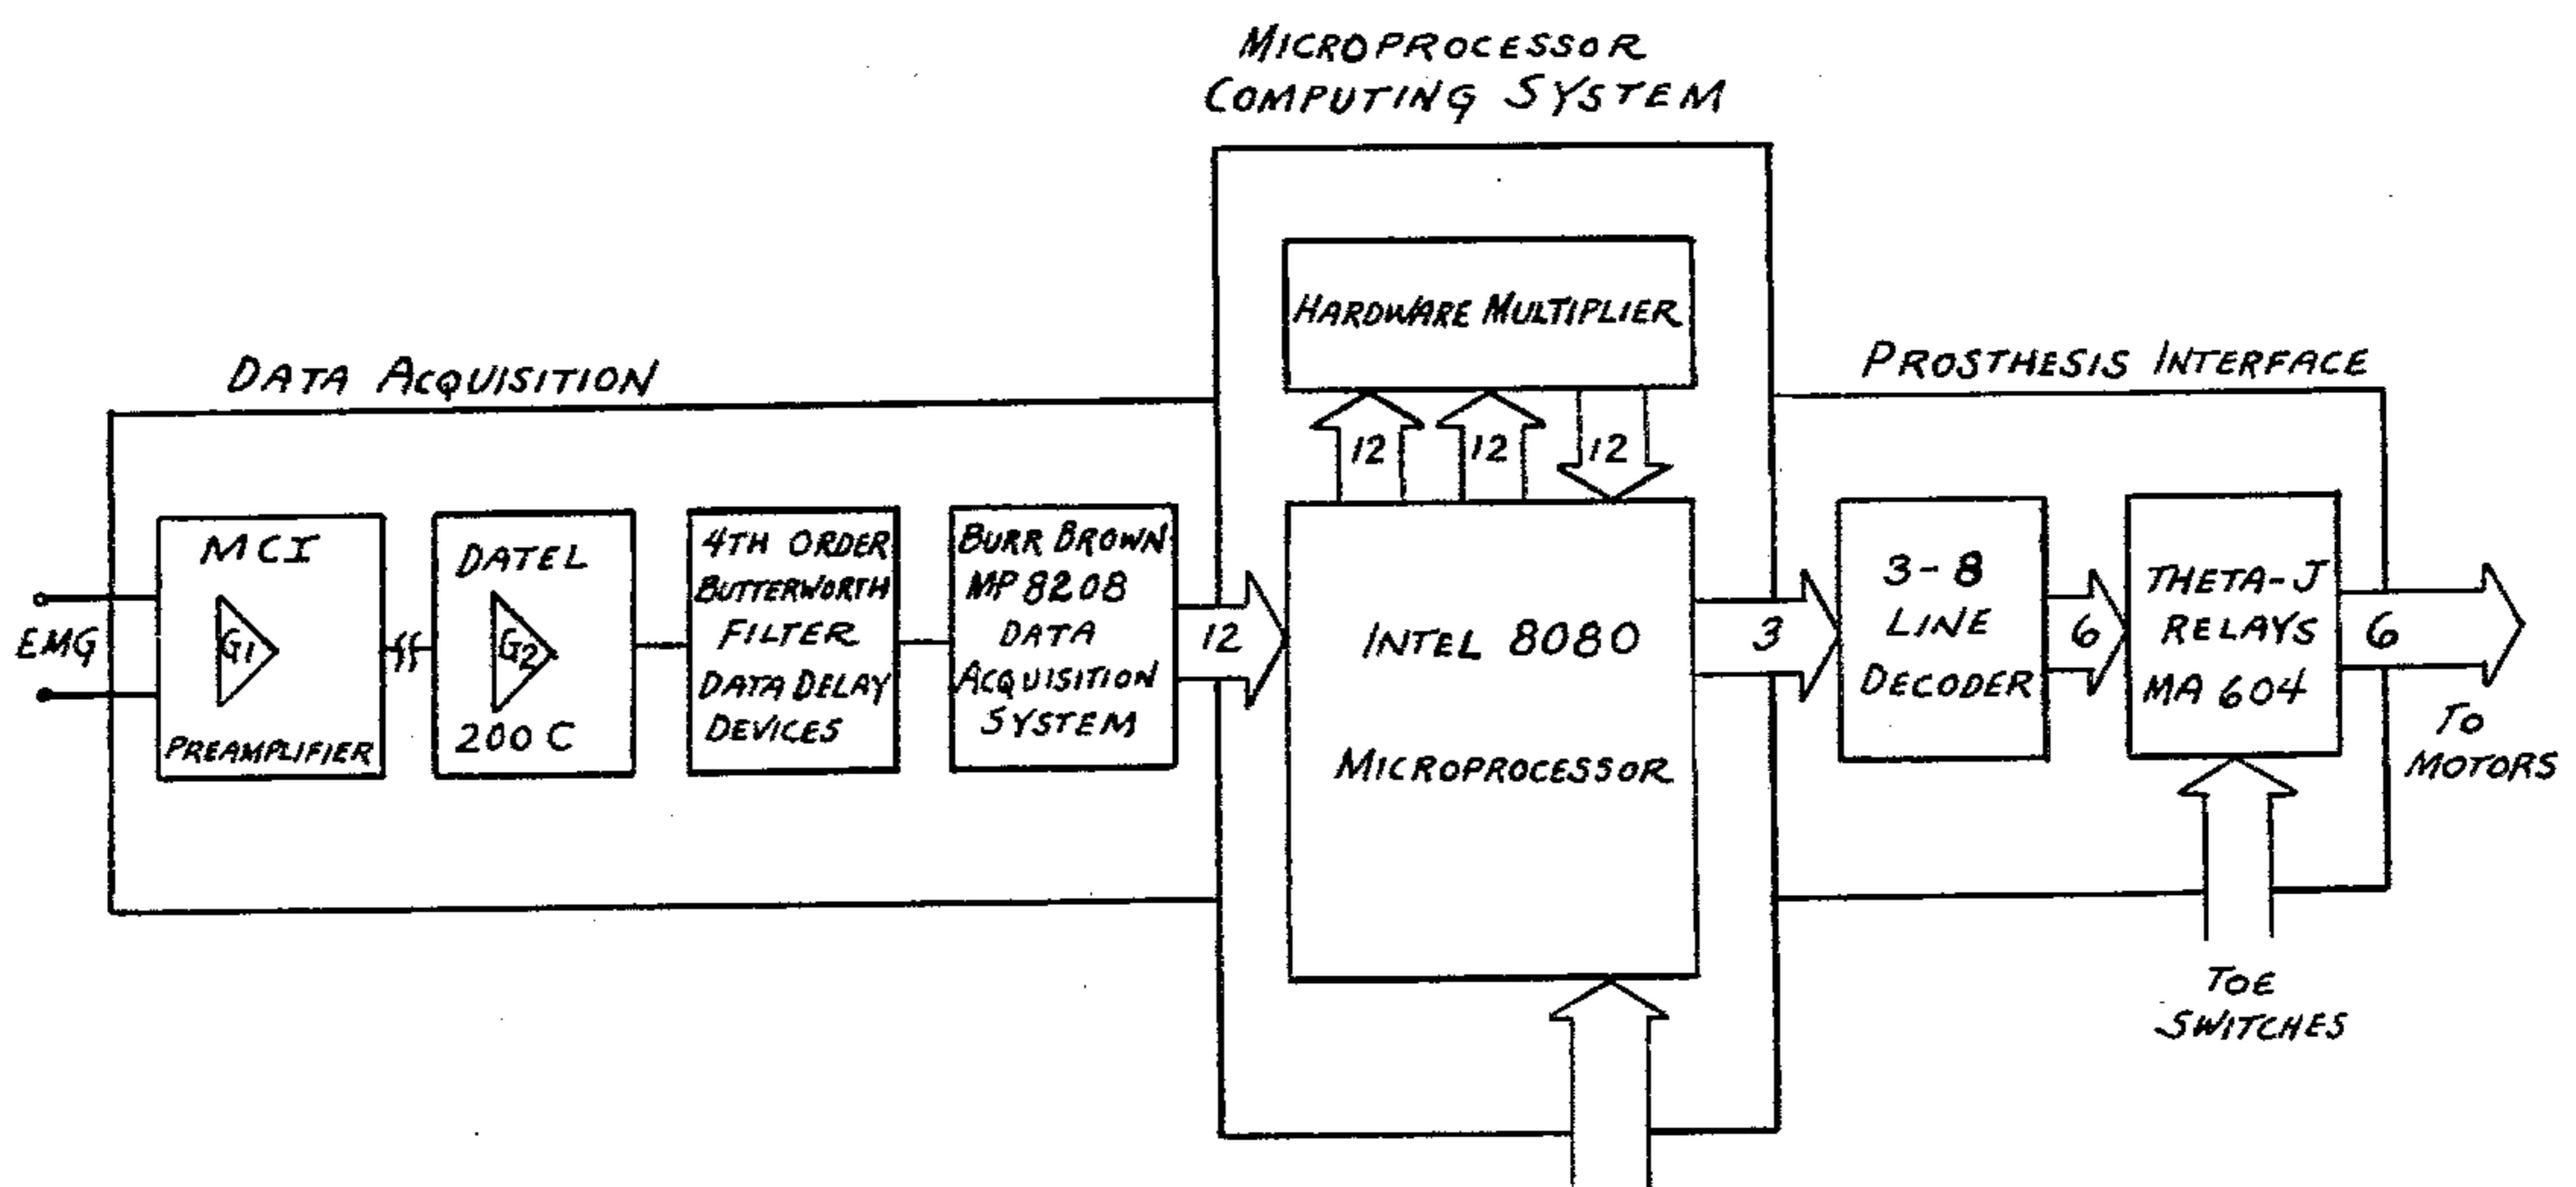 MICROPROCESSOR
COMPUTING SYSTEM
DATA ACQUISITION
EMG
MCI
G1
PREAMPLIFIER
DATEL
G2
200 C
4TH ORDER
BUTTERWORTH
FILTER
DATA DELAY
DEVICES
BURR BROWN
MP 8208
DATA
ACQUISITION
SYSTEM
12
HARDWARE MULTIPLIER
12
12
12
INTEL 8080
MICROPROCESSOR
3
PROSTHESIS INTERFACE
3-8
LINE
DECODER
6
THETA-J
RELAYS
MA 604
6
TO
MOTORS
TOE
SWITCHES